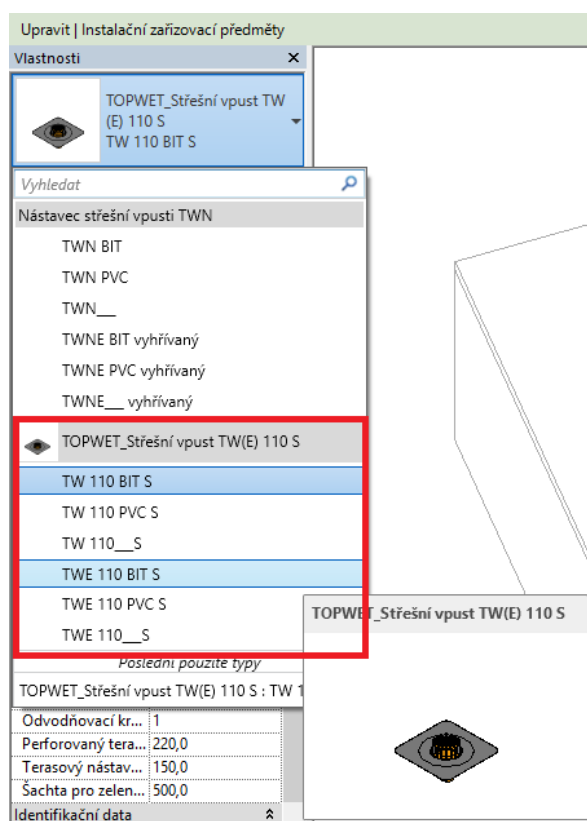 Upravit | Instalační zařizovací předměty
Vlastnosti
TOPWET_Střešní vpust TW
(E) 110 S
TW 110 BIT S
Vyhledat
Nástavec střešní vpusti TWN
TWN BIT
TWN PVC
TWN__
TWNE BIT vyhřívaný
TWNE PVC vyhřívaný
TWNE__ vyhřívaný
TOPWET_Střešní vpust TW(E) 110 S
TW 110 BIT S
TW 110 PVC S
TW 110__S
TWE 110 BIT S
TWE 110 PVC S
TWE 110__S
TOPWET_Střešní vpust TW(E) 110 S
Poslední použité typy
TOPWET_Střešní vpust TW(E) 110 S : TW 1
Odvodňovací kr... 1
Perforovaný tera... 220,0
Terasový nástav... 150,0
Šachta pro zelen... 500,0
Identifikační data